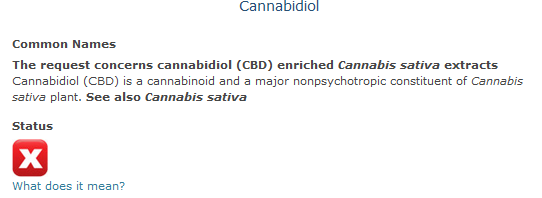 Cannabidiol
Common Names
The request concerns cannabidiol (CBD) enriched Cannabis sativa extracts
Cannabidiol (CBD) is a cannabinoid and a major nonpsychotropic constituent of Cannabis
sativa plant. See also Cannabis sativa
Status
X
What does it mean?